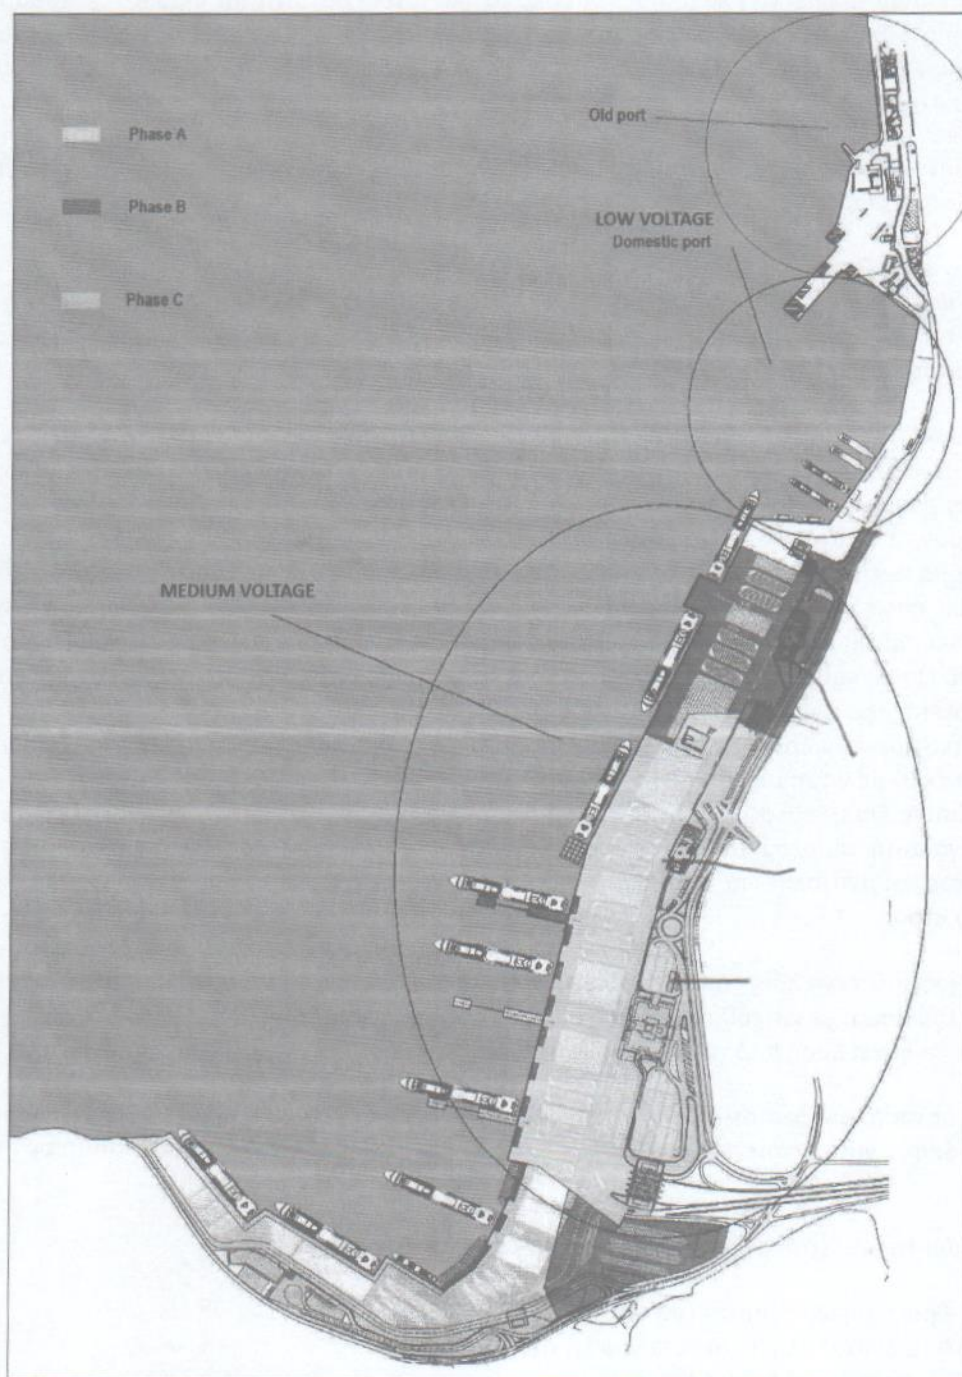 Phase A
Phase B
Phase C
Old port
LOW VOLTAGE
Domestic port
MEDIUM VOLTAGE